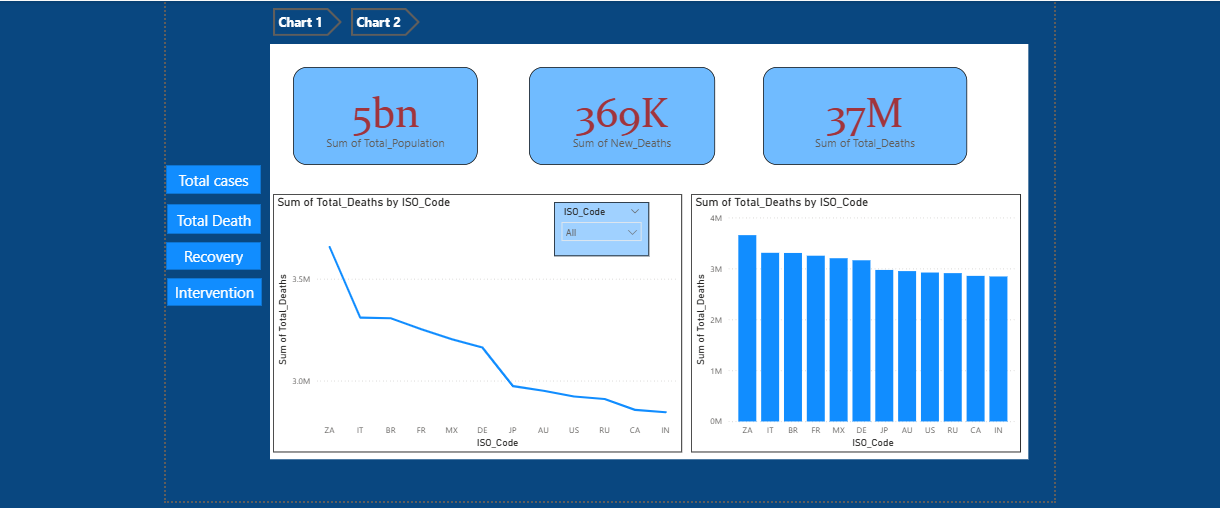 Chart 1
Chart 2
5bn
Sum of Total_Population
369K
Sum of New_Deaths
37M
Sum of Total_Deaths
Total cases
Total Death
Recovery
Intervention
Sum of Total_Deaths by ISO_Code
ISO_Code
All
Sum of Total_Deaths
3.5M
3.0M
ZA IT BR FR MX DE JP AU US RU CA IN
ISO_Code
Sum of Total_Deaths by ISO_Code
Sum of Total_Deaths
4M
3M
2M
1M
0M
ZA IT BR FR MX DE JP AU US RU CA IN
ISO_Code